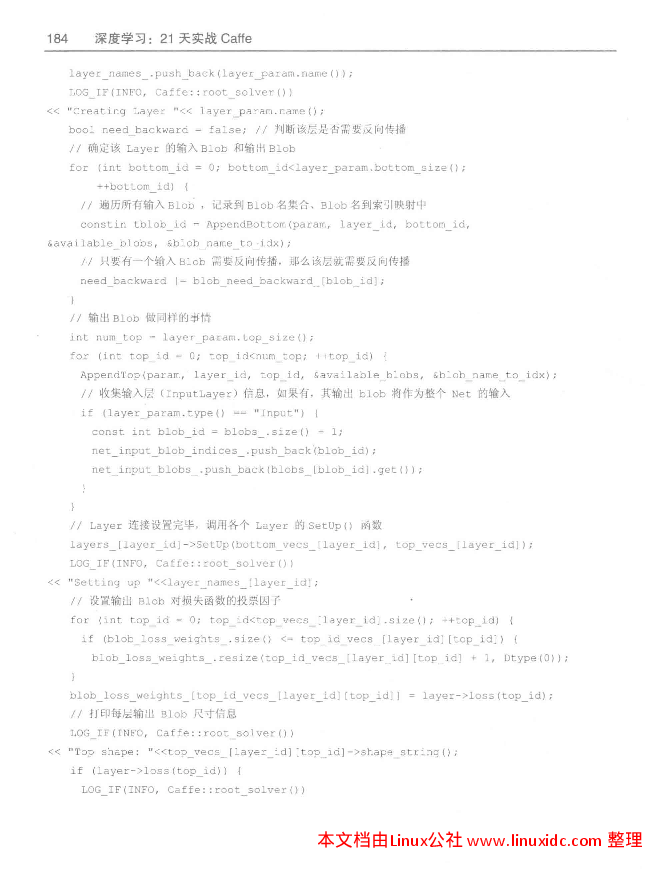 184 深度学习：21 天实战 Caffe
layer_names_.push_back(layer_param.name());
LOG_IF(INFO, Caffe::root_solver())
<< "Creating Layer "<< layer_param.name();
bool need_backward = false; // 判断该层是否需要反向传播
// 确定该 Layer 的输入 Blob 和输出 Blob
for (int bottom_id = 0; bottom_id<layer_param.bottom_size();
++bottom_id) {
// 遍历所有输入 Blob ，记录到 Blob 名集合、Blob 名到索引映射中
constin tblob_id = AppendBottom(param, layer_id, bottom_id,
&available_blobs, &blob_name_to_idx);
// 只要有一个输入 Blob 需要反向传播，那么该层就需要反向传播
need_backward |= blob_need_backward_[blob_id];
}
// 输出 Blob 做同样的事情
int num_top = layer_param.top_size();
for (int top_id = 0; top_id<num_top; ++top_id) {
AppendTop(param, layer_id, top_id, &available_blobs, &blob_name_to_idx);
// 收集输入层（InputLayer）信息，如果有，其输出 blob 将作为整个 Net 的输入
if (layer_param.type() == "Input") {
const int blob_id = blobs_.size() - 1;
net_input_blob_indices_.push_back(blob_id);
net_input_blobs_.push_back(blobs_[blob_id].get());
}
}
// Layer 连接设置完毕，调用各个 Layer 的 SetUp() 函数
layers_[layer_id]->SetUp(bottom_vecs_[layer_id], top_vecs_[layer_id]);
LOG_IF(INFO, Caffe::root_solver())
<< "Setting up "<<layer_names_[layer_id];
// 设置输出 Blob 对损失函数的投票因子
for (int top_id = 0; top_id<top_vecs_[layer_id].size(); ++top_id) {
if (blob_loss_weights_.size() <= top_id_vecs_[layer_id][top_id]) {
blob_loss_weights_.resize(top_id_vecs_[layer_id][top_id] + 1, Dtype(0));
}
blob_loss_weights_[top_id_vecs_[layer_id][top_id]] = layer->loss(top_id);
// 打印每层输出 Blob 尺寸信息
LOG_IF(INFO, Caffe::root_solver())
<< "Top shape: "<<top_vecs_[layer_id][top_id]->shape_string();
if (layer->loss(top_id)) {
LOG_IF(INFO, Caffe::root_solver())
本文档由Linux公社 www.linuxidc.com 整理